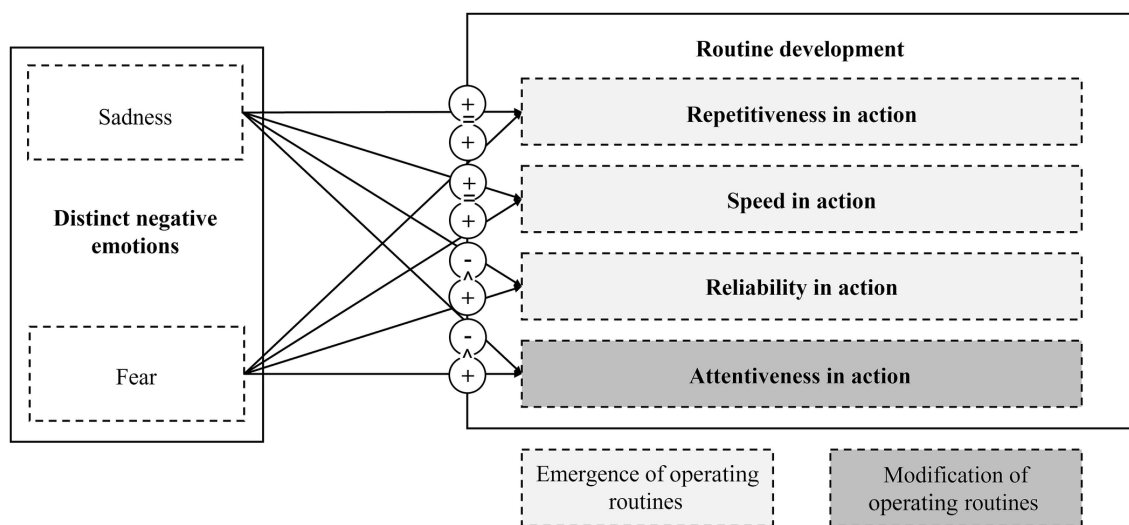 Routine development
Sadness
Distinct negative
emotions
Fear
+
=
+
+
=
+
-
^
+
-
^
+
Repetitiveness in action
Speed in action
Reliability in action
Attentiveness in action
Emergence of operating
routines
Modification of
operating routines